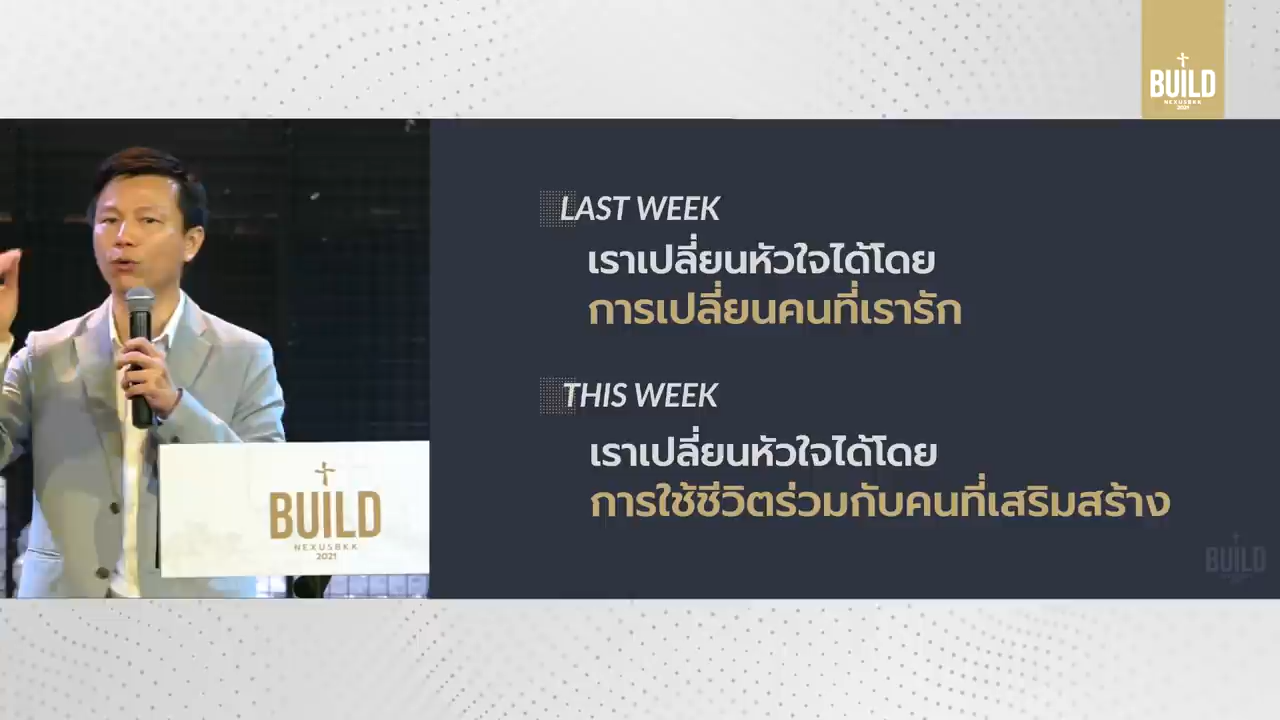 BUILD
NEXUSBKK
2021
LAST WEEK
เราเปลี่ยนหัวใจได้โดย
การเปลี่ยนคนที่เรารัก
THIS WEEK
เราเปลี่ยนหัวใจได้โดย
การใช้ชีวิตร่วมกับคนที่เสริมสร้าง
BUILD
NEXUSBKK
2021
BUILD